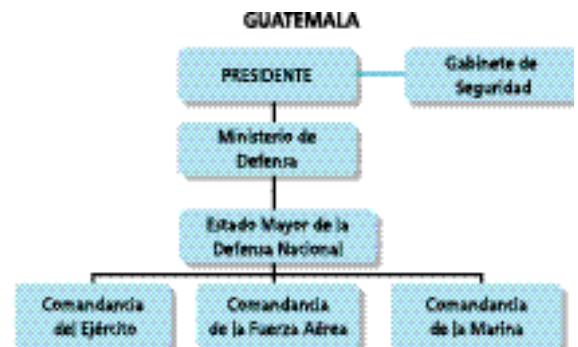 GUATEMALA
PRESIDENTE
Gabinete de
Seguridad
Ministerio de
Defensa
Estado Mayor de la
Defensa Nacional
Comandancia
del Ejército
Comandancia
de la Fuerza Aérea
Comandancia
de la Marina